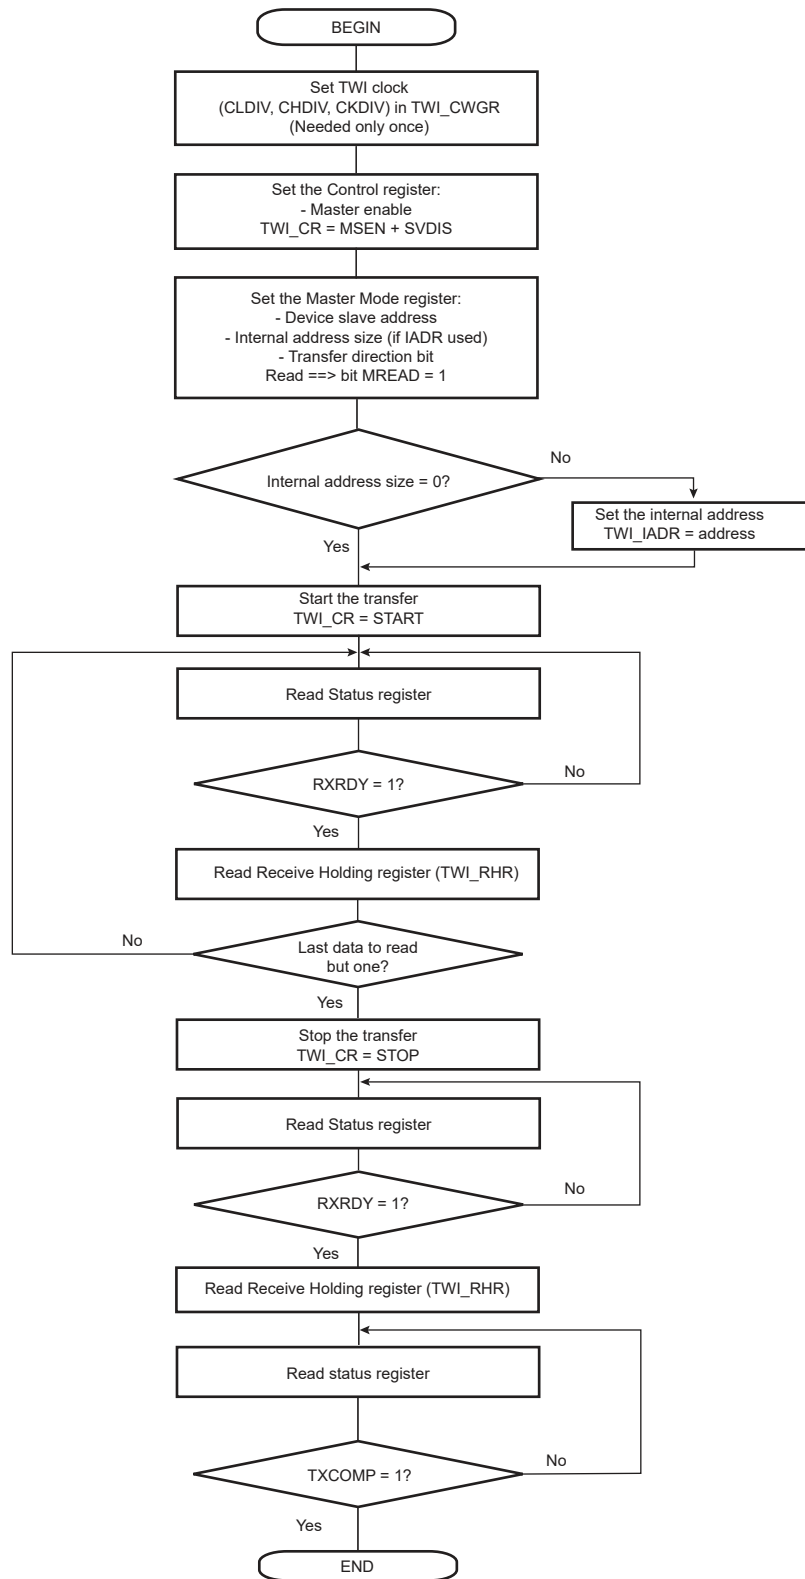 BEGIN
Set TWI clock
(CLDIV, CHDIV, CKDIV) in TWI_CWGR
(Needed only once)
Set the Control register:
- Master enable
TWI_CR = MSEN + SVDIS
Set the Master Mode register:
- Device slave address
- Internal address size (if IADR used)
- Transfer direction bit
Read ==> bit MREAD = 1
Internal address size = 0?
No
Set the internal address
TWI_IADR = address
Yes
Start the transfer
TWI_CR = START
Read Status register
RXRDY = 1?
No
Yes
Read Receive Holding register (TWI_RHR)
No
Last data to read
but one?
Yes
Stop the transfer
TWI_CR = STOP
Read Status register
RXRDY = 1?
No
Yes
Read Receive Holding register (TWI_RHR)
Read status register
TXCOMP = 1?
No
Yes
END